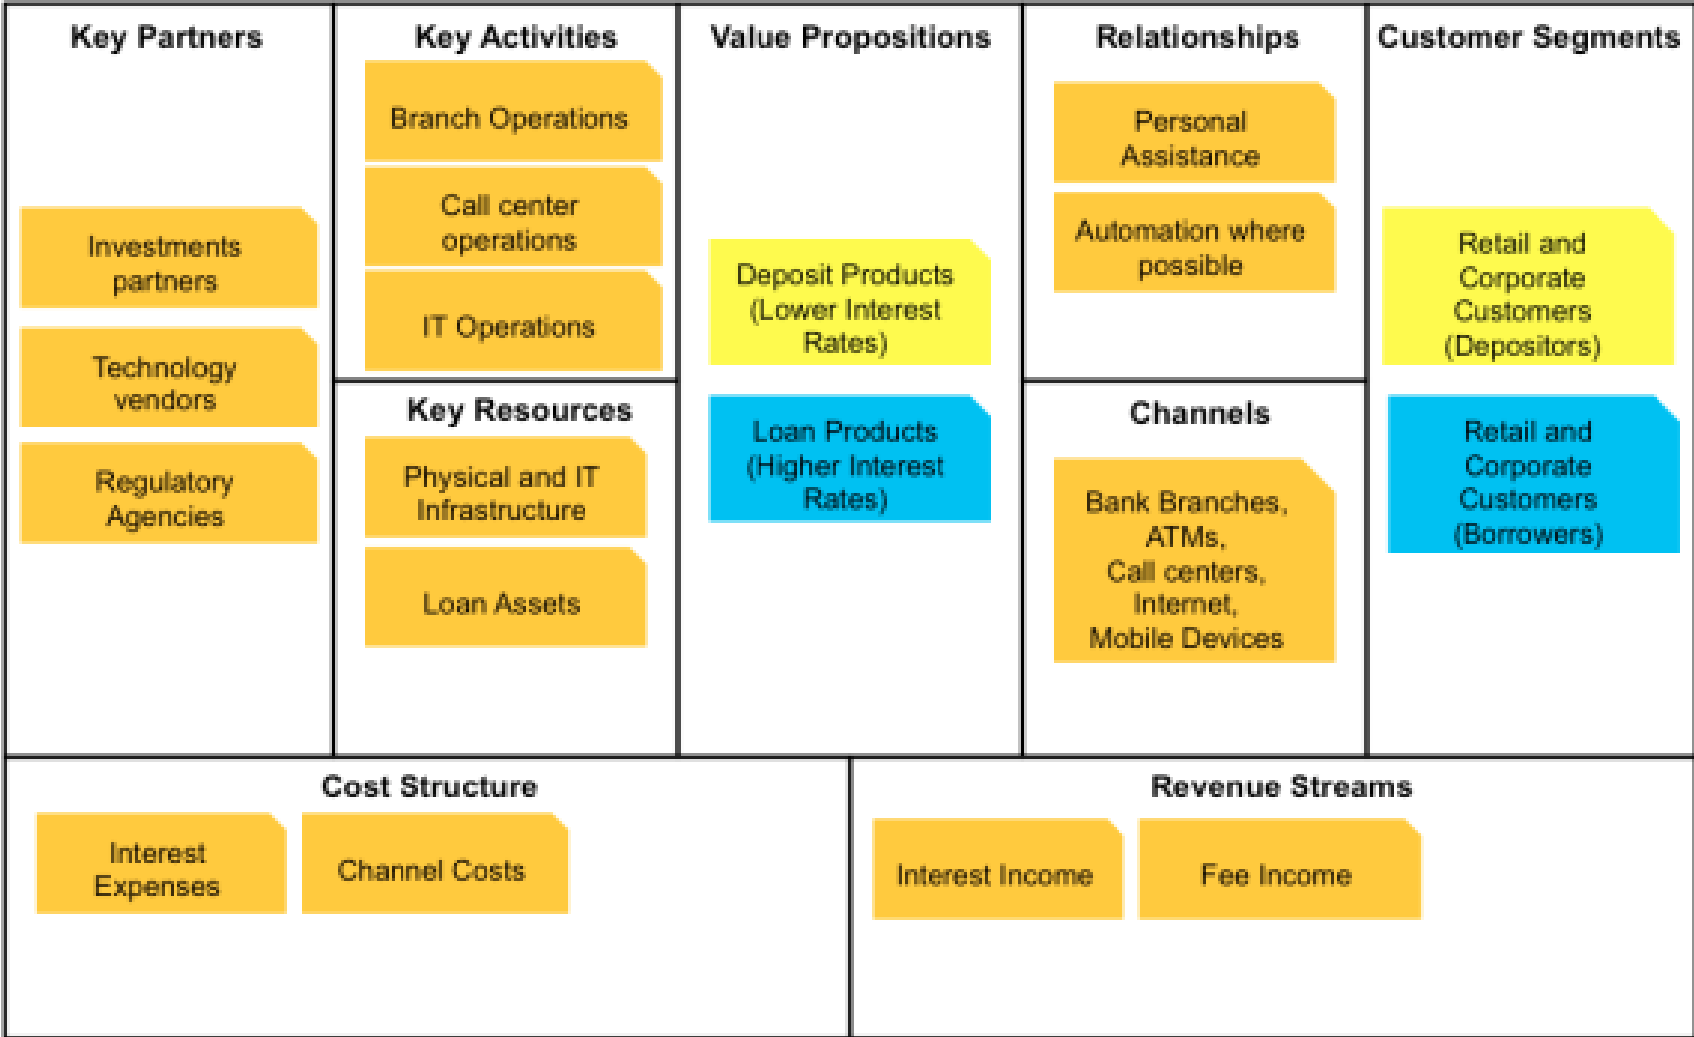 Key Partners
Investments
partners
Technology
vendors
Regulatory
Agencies
Key Activities
Branch Operations
Call center
operations
IT Operations
Key Resources
Physical and IT
Infrastructure
Loan Assets
Value Propositions
Deposit Products
(Lower Interest
Rates)
Loan Products
(Higher Interest
Rates)
Relationships
Personal
Assistance
Automation where
possible
Channels
Bank Branches,
ATMs,
Call centers,
Internet,
Mobile Devices
Customer Segments
Retail and
Corporate
Customers
(Depositors)
Retail and
Corporate
Customers
(Borrowers)
Cost Structure
Interest
Expenses
Channel Costs
Revenue Streams
Interest Income
Fee Income